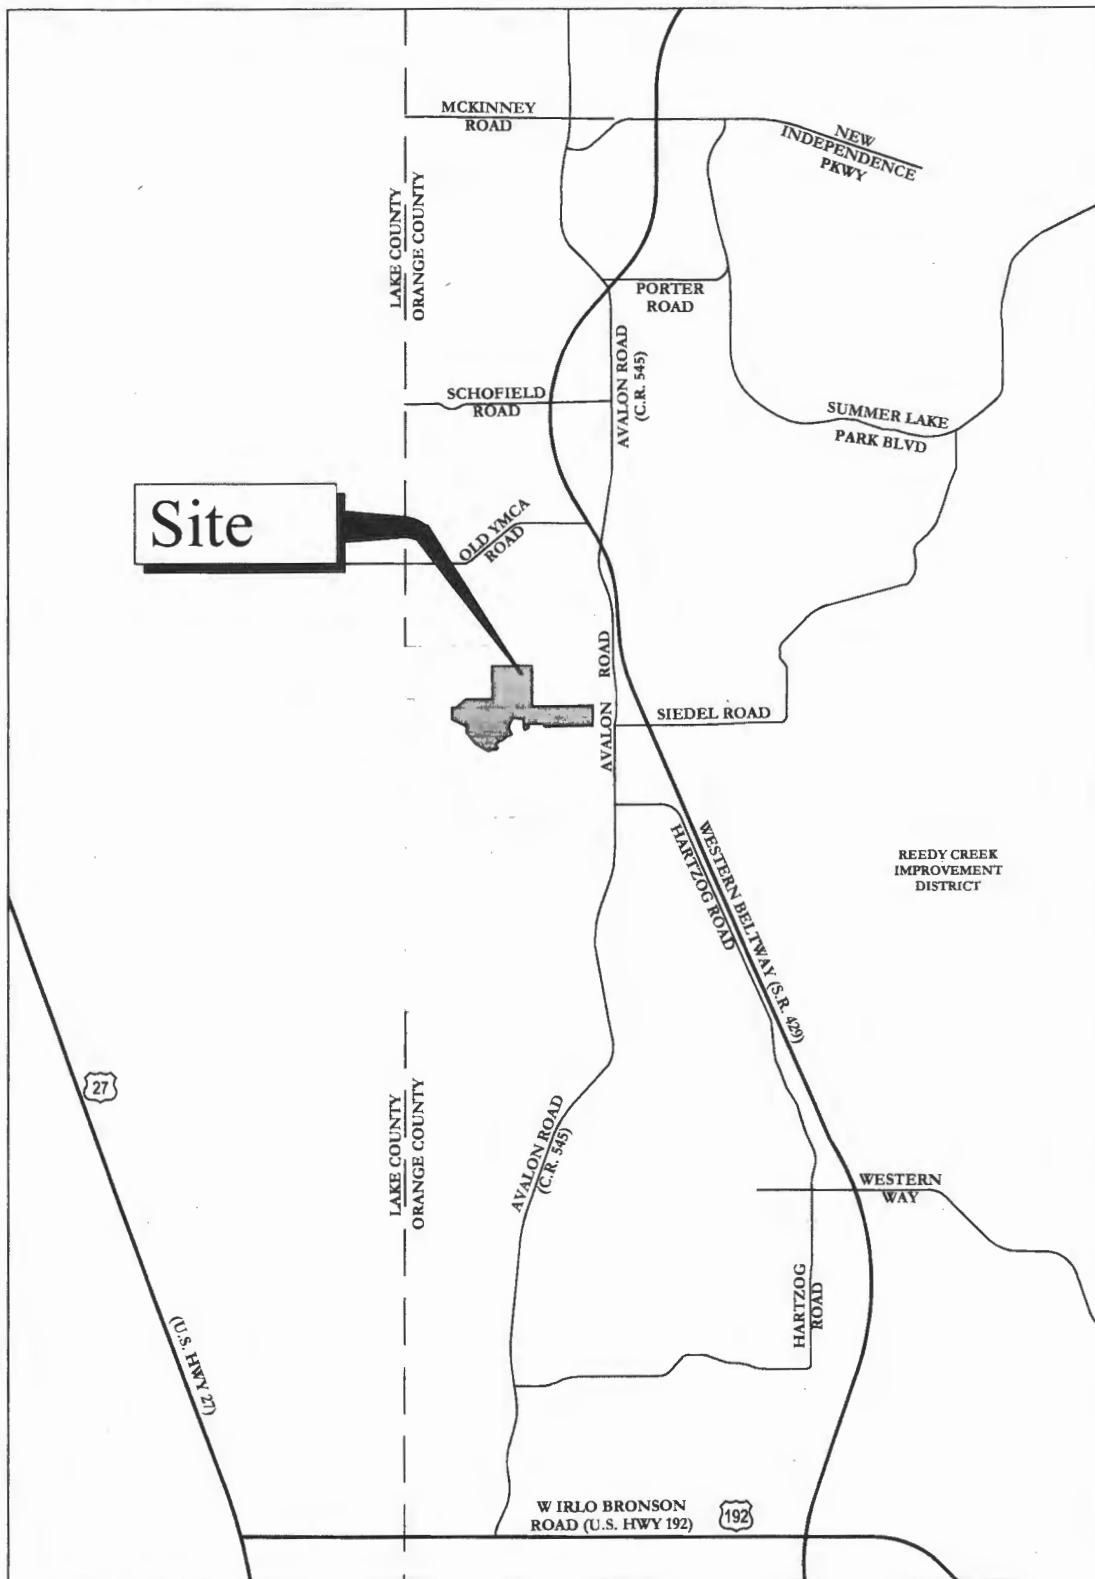 MCKINNEY
ROAD
NEW
INDEPENDENCE
PKWY
LAKE COUNTY
ORANGE COUNTY
PORTER
ROAD
AVALON ROAD
(C.R. 545)
SCHOFIELD
ROAD
SUMMER LAKE
PARK BLVD
Site
OLD YMCA
ROAD
AVALON ROAD
SIEDEL ROAD
WESTERN BELTWAY (S.R. 429)
HARTZOG ROAD
REEDY CREEK
IMPROVEMENT
DISTRICT
27
LAKE COUNTY
ORANGE COUNTY
AVALON ROAD
(C.R. 545)
WESTERN
WAY
HARTZOG
ROAD
(U.S. HWY 27)
W IRLO BRONSON
ROAD (U.S. HWY 192)
192